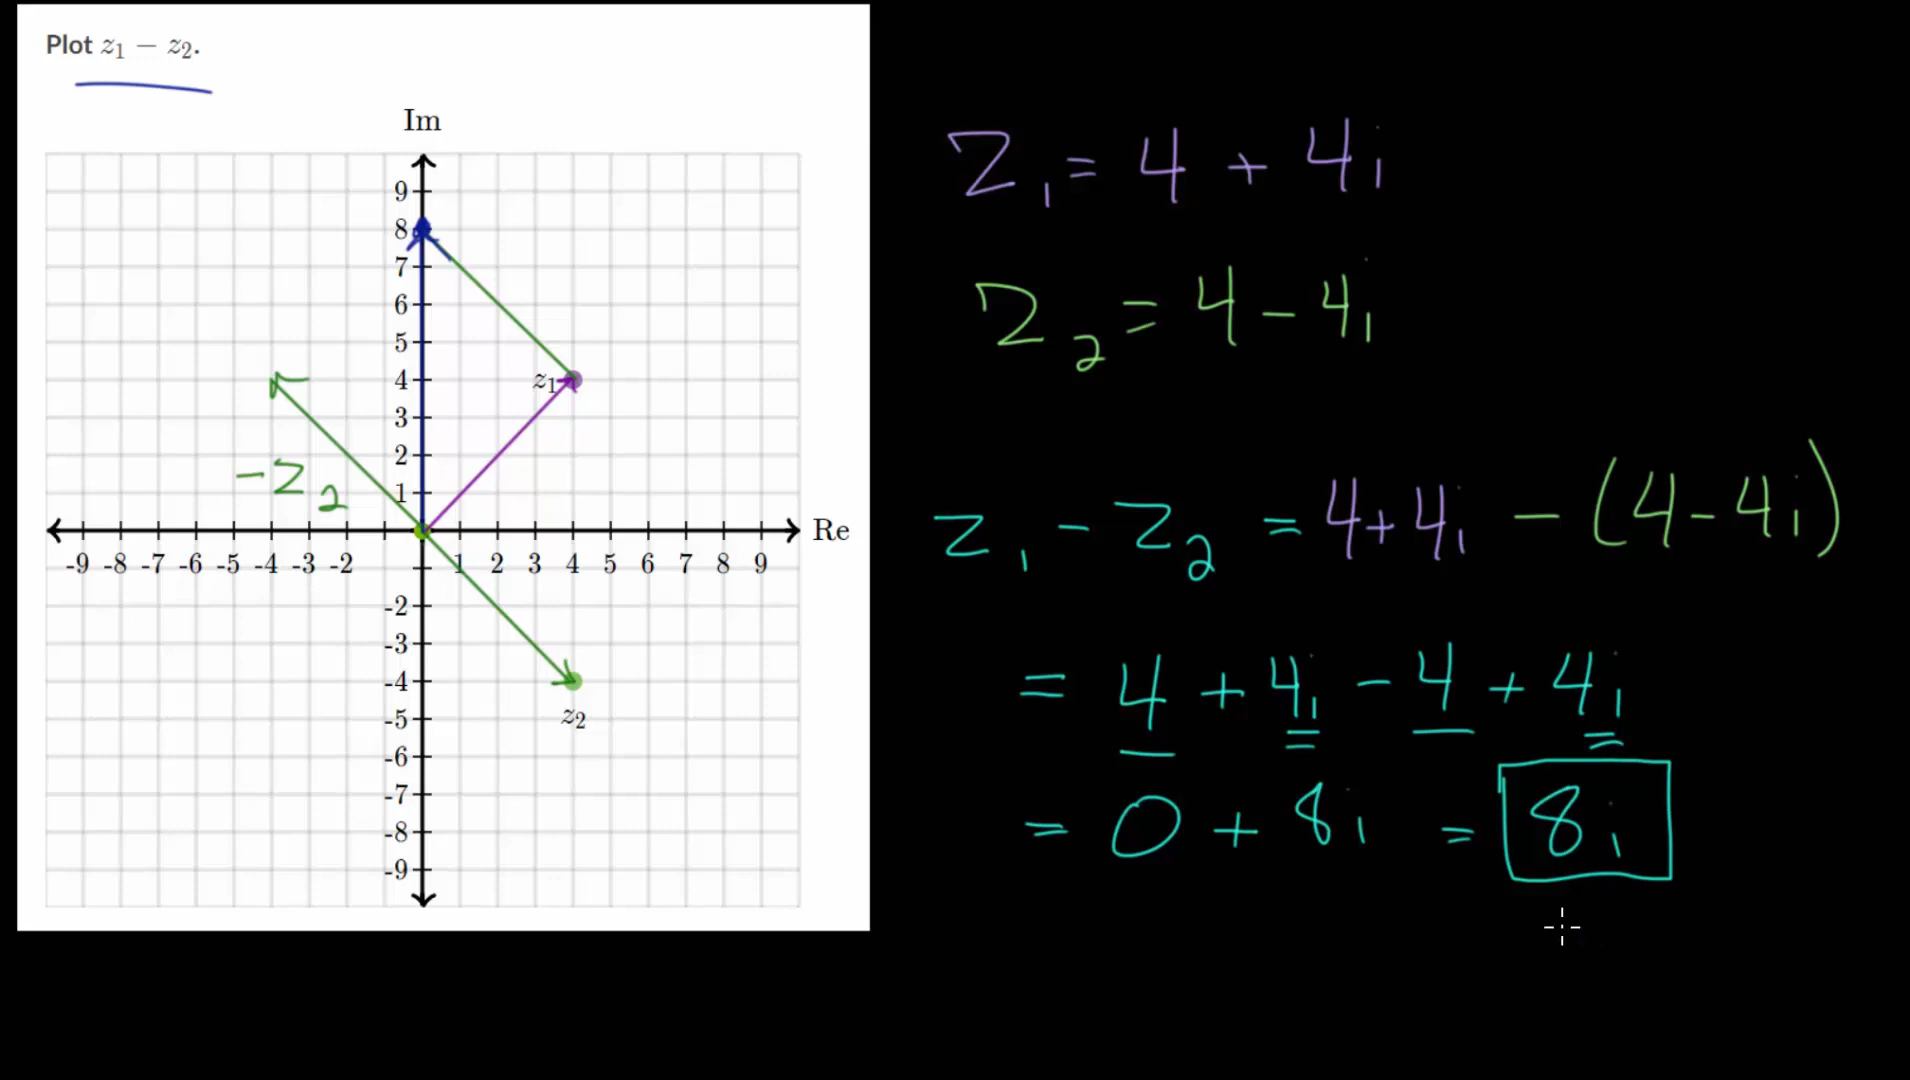 Plot z₁ − z₂.
Im
9
8
7
6
5
4
3
2
1
z₁
-z₂
Re
-9 -8 -7 -6 -5 -4 -3 -2 1 2 3 4 5 6 7 8 9
-2
-3
-4
-5
-6
-7
-8
-9
z₂
z₁ = 4 + 4i
z₂ = 4 - 4i
z₁ - z₂ = 4+4i - (4-4i)
= 4 + 4i - 4 + 4i
= 0 + 8i = 8i